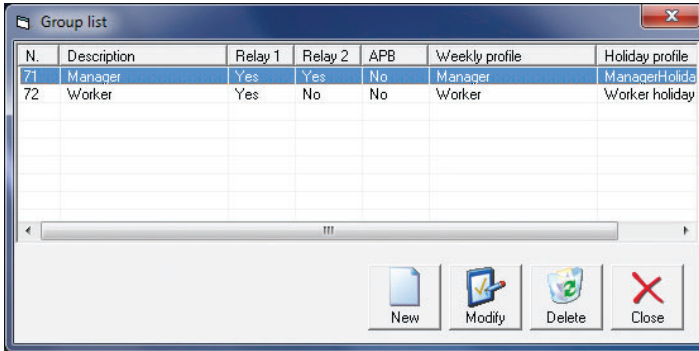 Group list
N. Description Relay 1 Relay 2 APB Weekly profile Holiday profile
71 Manager Yes Yes No Manager ManagerHolida
72 Worker Yes No No Worker Worker holiday
New Modify Delete Close